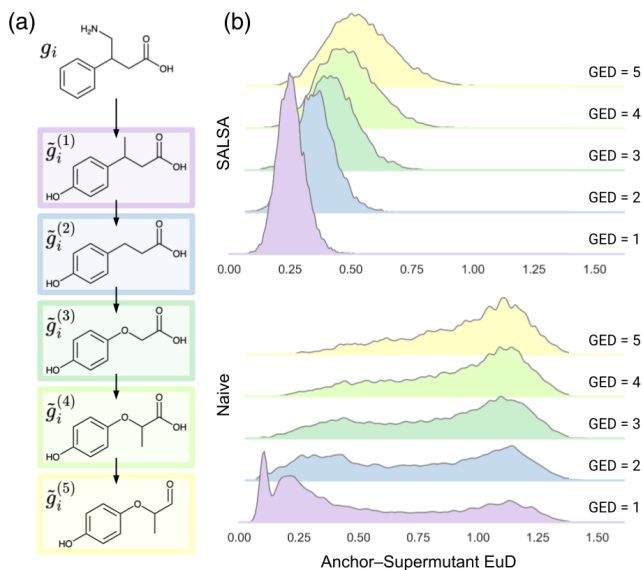 (a)
g_i
H₂N
O
OH
g̃_i^(1)
O
OH
HO
g̃_i^(2)
O
OH
HO
g̃_i^(3)
O
O
OH
HO
g̃_i^(4)
O
O
OH
HO
g̃_i^(5)
O
O
HO
(b)
SALSA
GED = 5
GED = 4
GED = 3
GED = 2
GED = 1
0.00 0.25 0.50 0.75 1.00 1.25 1.50
Naive
GED = 5
GED = 4
GED = 3
GED = 2
GED = 1
0.00 0.25 0.50 0.75 1.00 1.25 1.50
Anchor–Supermutant EuD